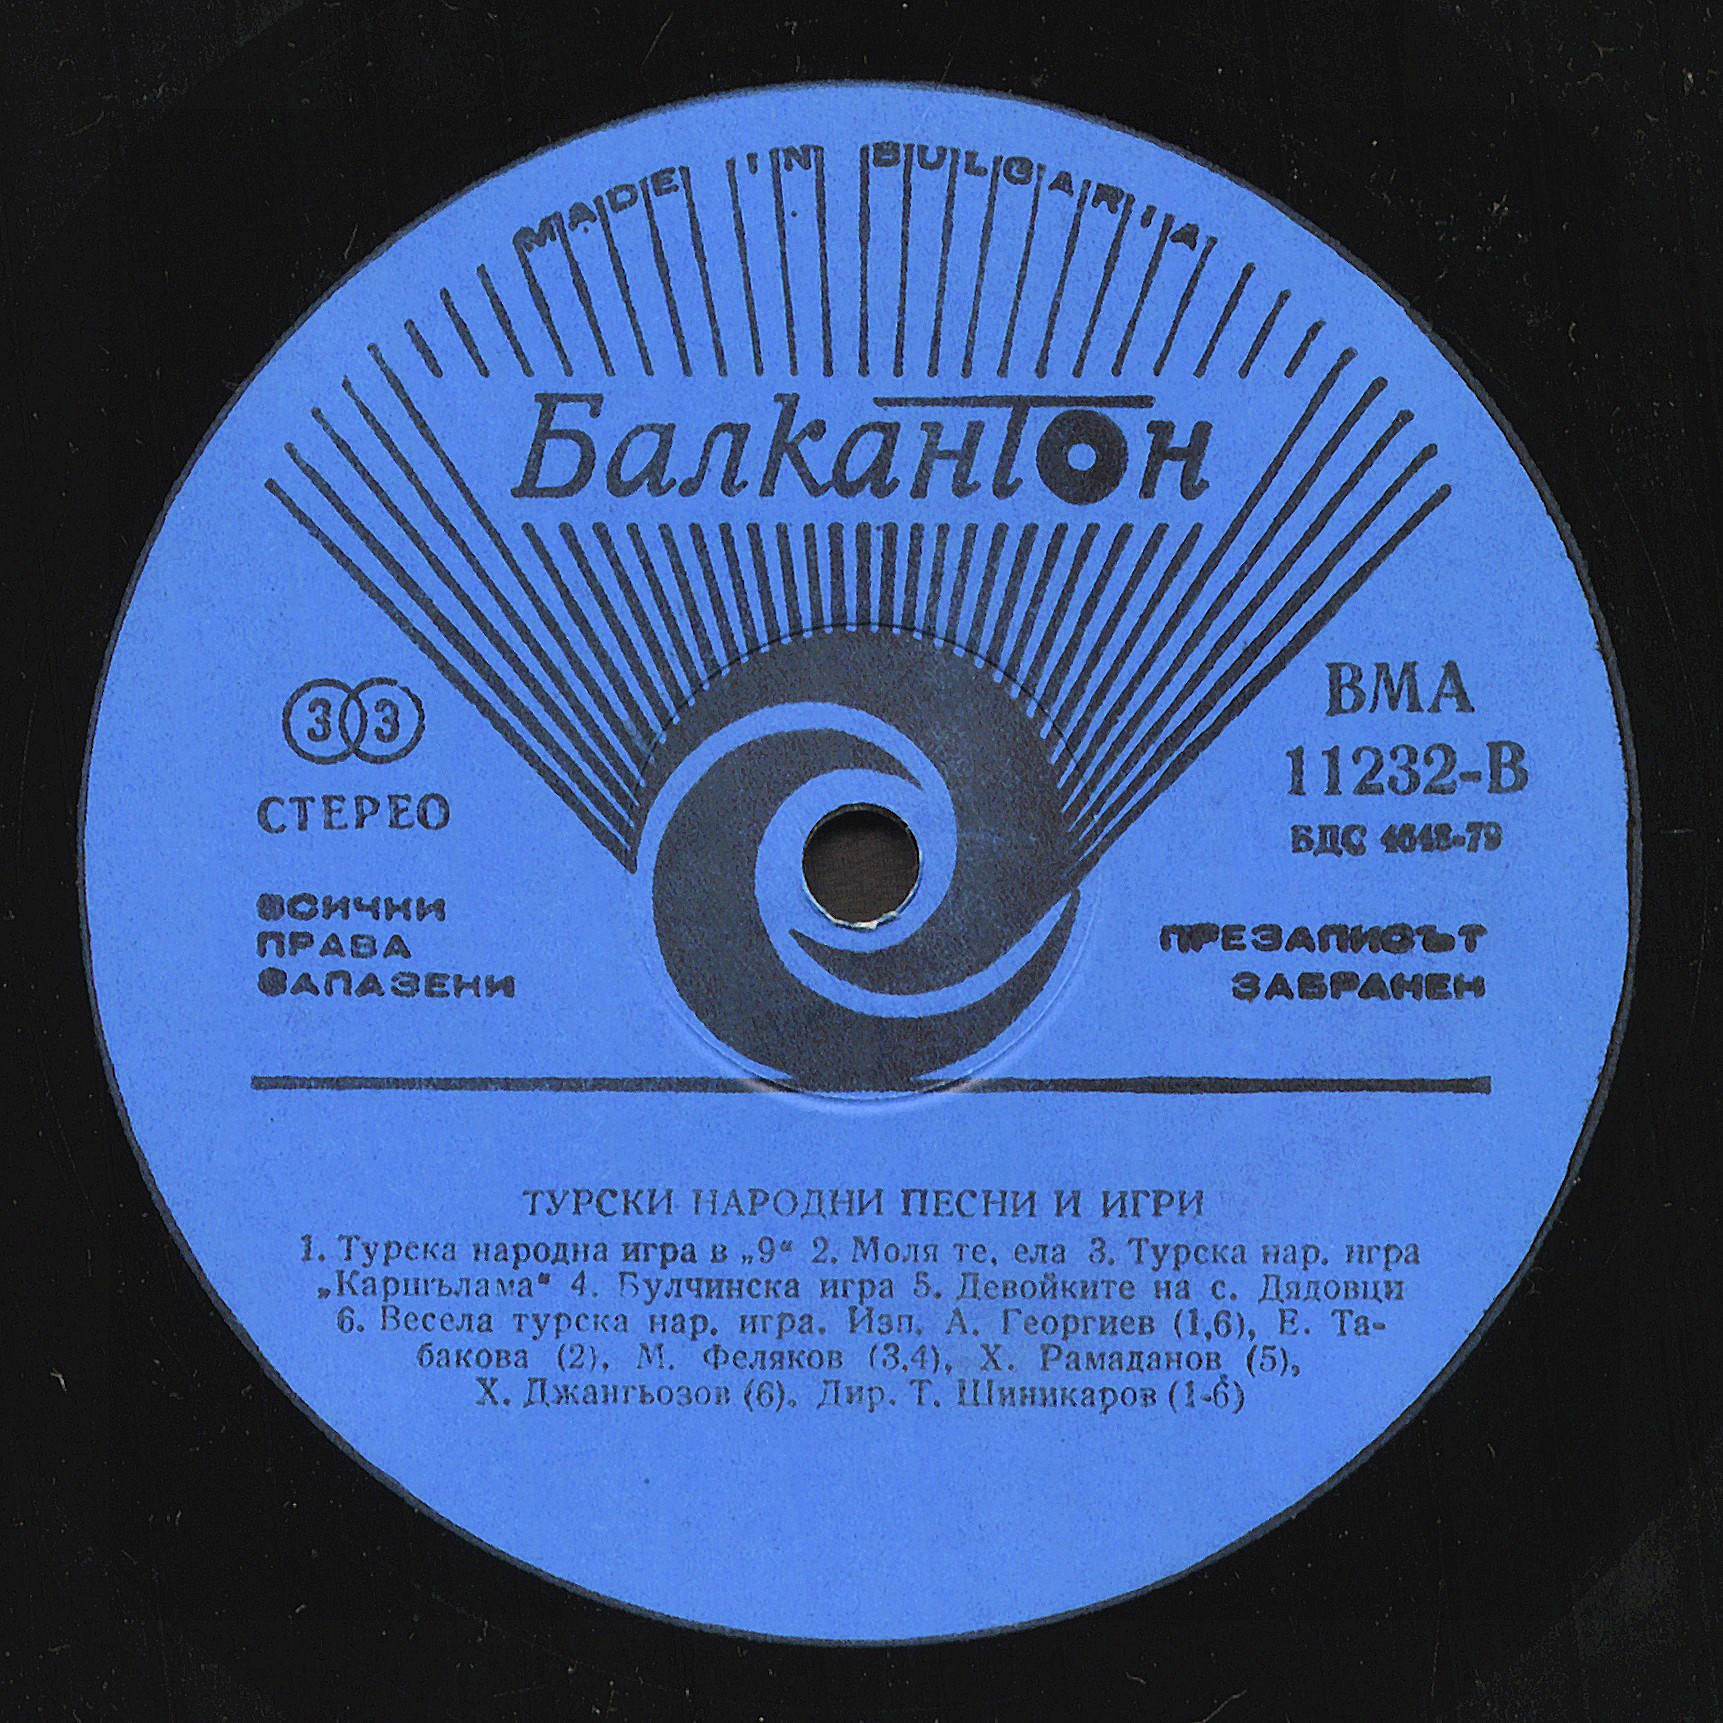 MADE IN BULGARIA
Балкантон
33
СТЕРЕО
ВСИЧКИ
ПРАВА
ЗАПАЗЕНИ
ВМА
11232-В
БДС 4648-79
ПРЕЗАПИСЪТ
ЗАБРАНЕН
ТУРСКИ НАРОДНИ ПЕСНИ И ИГРИ
1. Турска народна игра в „9“ 2. Моля те, ела 3. Турска нар. игра
„Каршълама“ 4. Булчинска игра 5. Девойките на с. Дядовци
6. Весела турска нар. игра. Изп. А. Георгиев (1,6), Е. Та-
бакова (2), М. Феляков (3,4), Х. Рамаданов (5),
Х. Джангьозов (6). Дир. Т. Шиникаров (1-6)